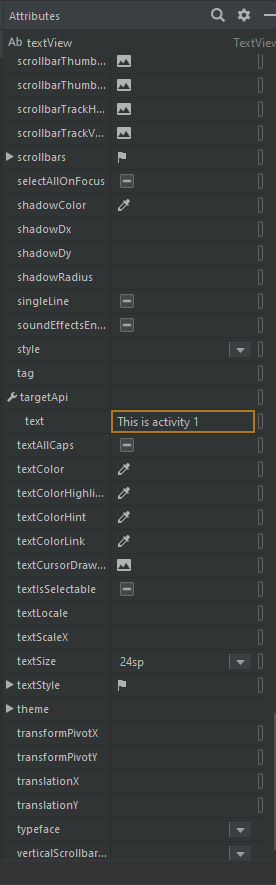 Attributes
Ab textView TextView
scrollbarThumb...
scrollbarThumb...
scrollbarTrackH...
scrollbarTrackV...
scrollbars
selectAllOnFocus
shadowColor
shadowDx
shadowDy
shadowRadius
singleLine
soundEffectsEn...
style
tag
targetApi
text This is activity 1
textAllCaps
textColor
textColorHighli...
textColorHint
textColorLink
textCursorDraw...
textIsSelectable
textLocale
textScaleX
textSize 24sp
textStyle
theme
transformPivotX
transformPivotY
translationX
translationY
typeface
verticalScrollbar...